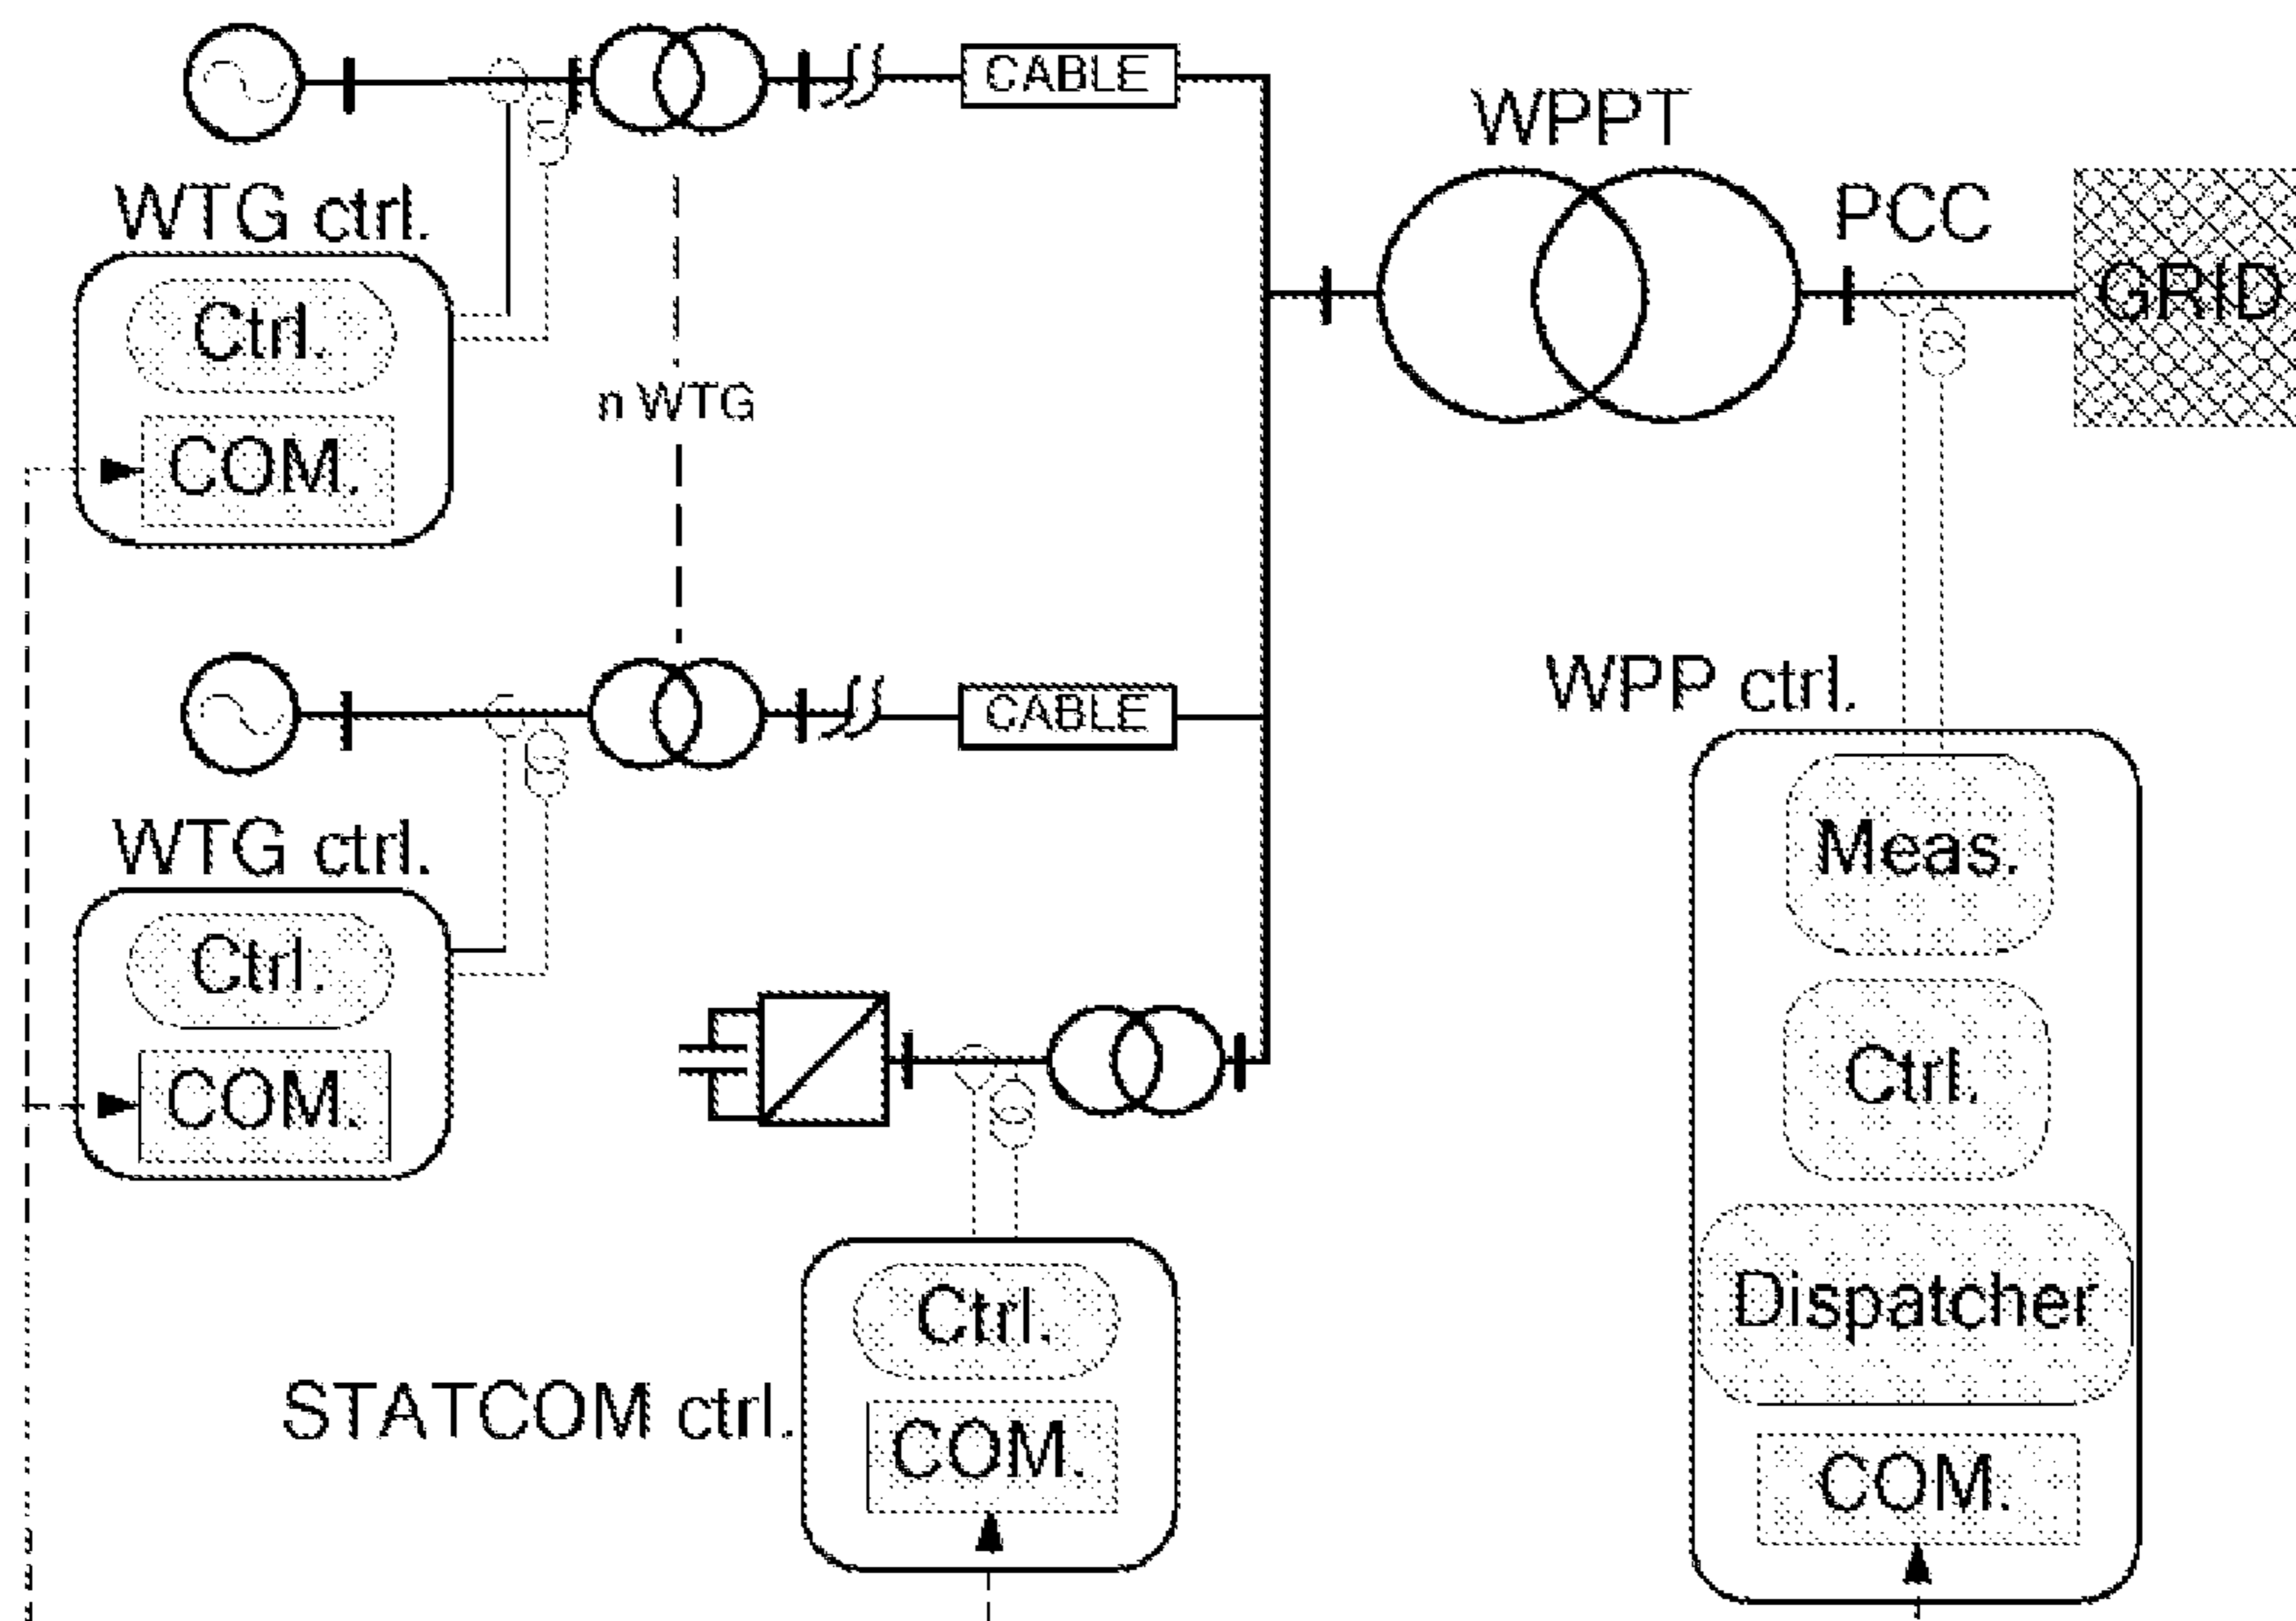 CABLE
WPPT
WTG ctrl.
PCC
GRID
Ctrl.
n WTG
COM.
CABLE
WPP ctrl.
WTG ctrl.
Meas.
Ctrl.
COM.
Ctrl.
Dispatcher
Ctrl.
STATCOM ctrl.
COM.
COM.